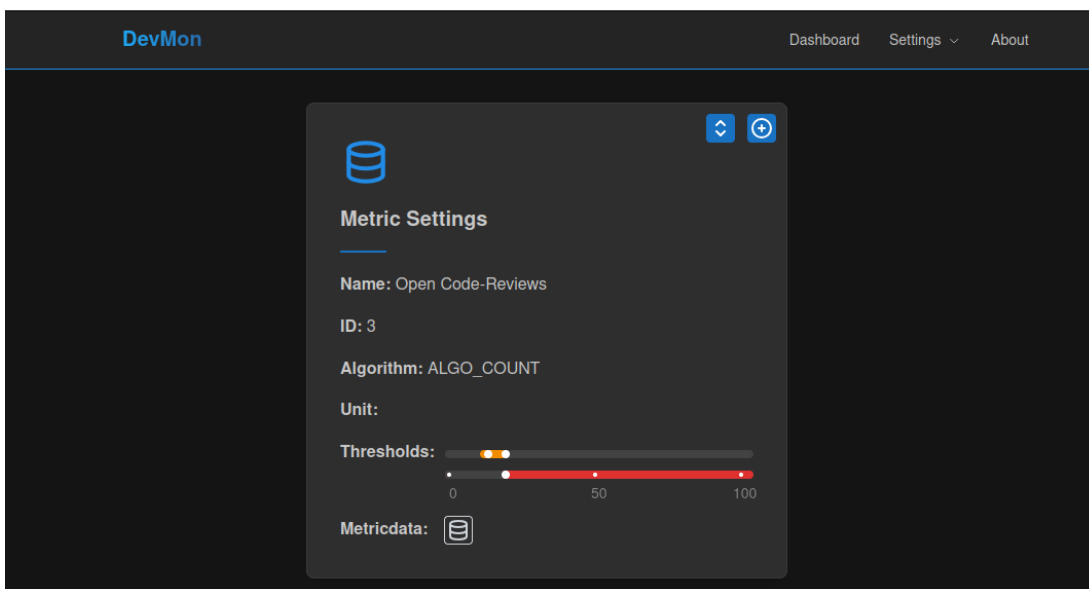 DevMon
Dashboard Settings About
Metric Settings
Name: Open Code-Reviews
ID: 3
Algorithm: ALGO_COUNT
Unit:
Thresholds:
0 50 100
Metricdata: